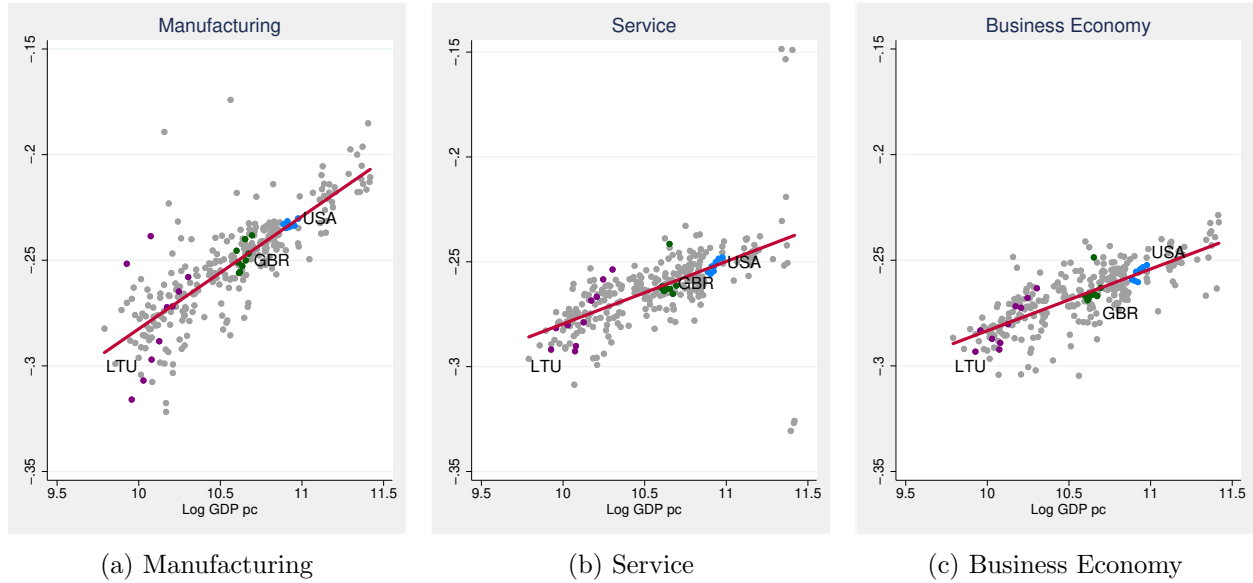 Manufacturing
-.15
-.2
-.25
-.3
-.35
USA
GBR
LTU
9.5 10 10.5 11 11.5
Log GDP pc
(a) Manufacturing
Service
-.15
-.2
-.25
-.3
-.35
USA
GBR
LTU
9.5 10 10.5 11 11.5
Log GDP pc
(b) Service
Business Economy
-.15
-.2
-.25
-.3
-.35
USA
GBR
LTU
9.5 10 10.5 11 11.5
Log GDP pc
(c) Business Economy